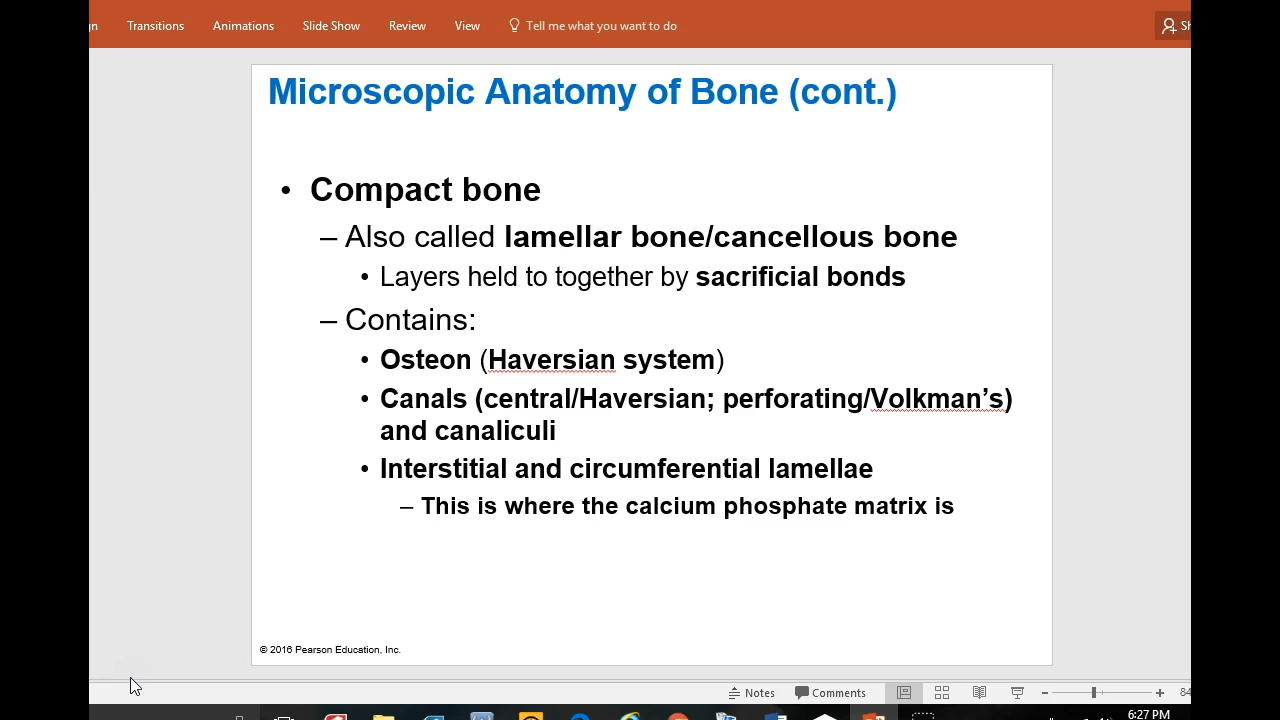 Transitions Animations Slide Show Review View Tell me what you want to do
Microscopic Anatomy of Bone (cont.)
• Compact bone
– Also called lamellar bone/cancellous bone
• Layers held to together by sacrificial bonds
– Contains:
• Osteon (Haversian system)
• Canals (central/Haversian; perforating/Volkman’s)
and canaliculi
• Interstitial and circumferential lamellae
– This is where the calcium phosphate matrix is
© 2016 Pearson Education, Inc.
Notes Comments 84
6:27 PM